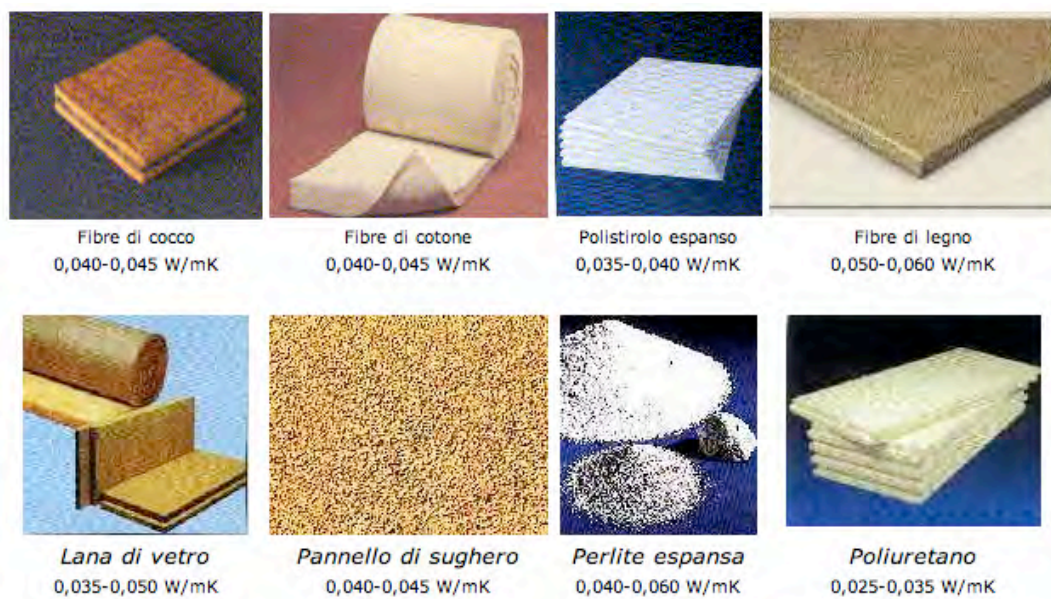 Fibre di cocco
0,040-0,045 W/mK
Fibre di cotone
0,040-0,045 W/mK
Polistirolo espanso
0,035-0,040 W/mK
Fibre di legno
0,050-0,060 W/mK
Lana di vetro
0,035-0,050 W/mK
Pannello di sughero
0,040-0,045 W/mK
Perlite espansa
0,040-0,060 W/mK
Poliuretano
0,025-0,035 W/mK